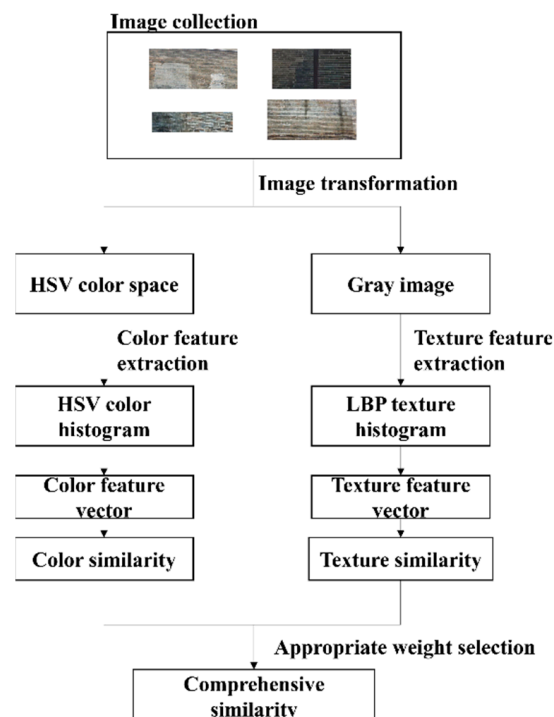 Image collection
Image transformation
HSV color space
Gray image
Color feature
extraction
Texture feature
extraction
HSV color
histogram
LBP texture
histogram
Color feature
vector
Texture feature
vector
Color similarity
Texture similarity
Appropriate weight selection
Comprehensive
similarity